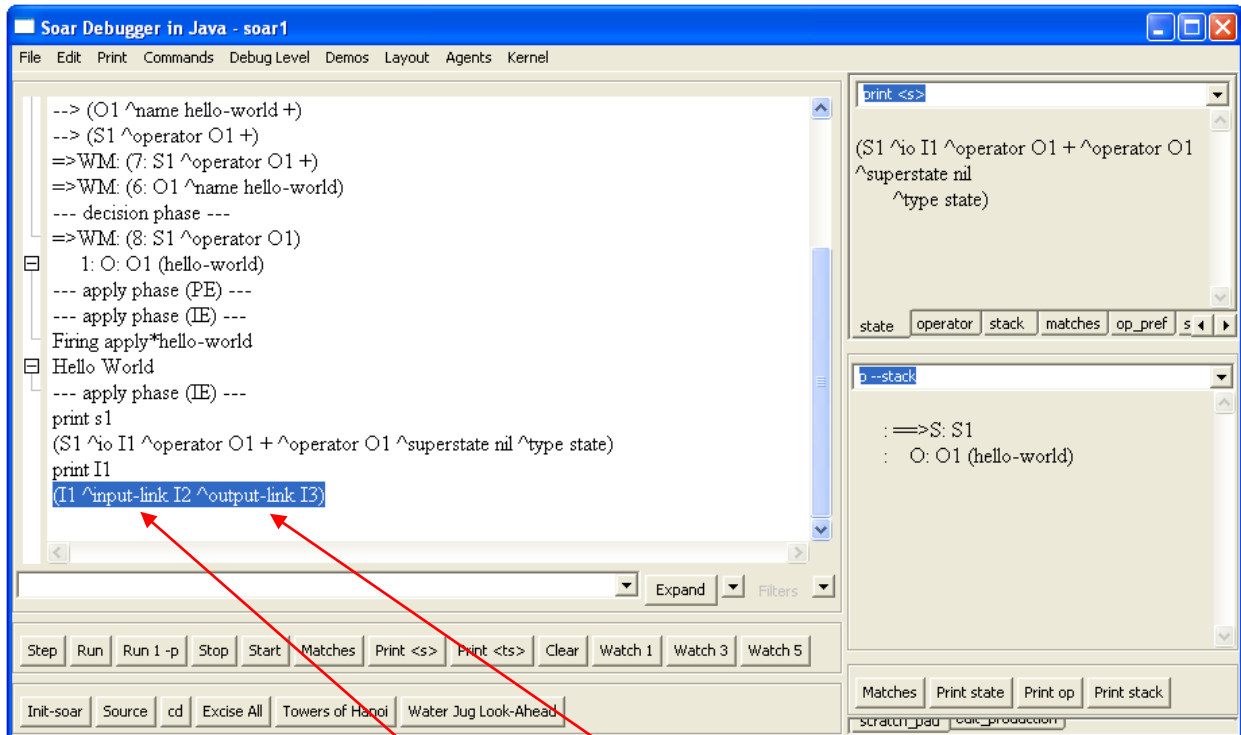 Soar Debugger in Java - soar1
File Edit Print Commands Debug Level Demos Layout Agents Kernel
--> (O1 ^name hello-world +)
--> (S1 ^operator O1 +)
=>WM: (7: S1 ^operator O1 +)
=>WM: (6: O1 ^name hello-world)
--- decision phase ---
=>WM: (8: S1 ^operator O1)
1: O: O1 (hello-world)
--- apply phase (PE) ---
--- apply phase (IE) ---
Firing apply*hello-world
Hello World
--- apply phase (IE) ---
print s1
(S1 ^io I1 ^operator O1 + ^operator O1 ^superstate nil ^type state)
print I1
(I1 ^input-link I2 ^output-link I3)
Expand Filters
Step Run Run 1 -p Stop Start Matches Print <s> Print <ts> Clear Watch 1 Watch 3 Watch 5
Init-soar Source cd Excise All Towers of Hanoi Water Jug Look-Ahead
print <s>
(S1 ^io I1 ^operator O1 + ^operator O1
^superstate nil
^type state)
state operator stack matches op_pref s
p --stack
: ==>S: S1
: O: O1 (hello-world)
Matches Print state Print op Print stack
scratch_pad edit_production